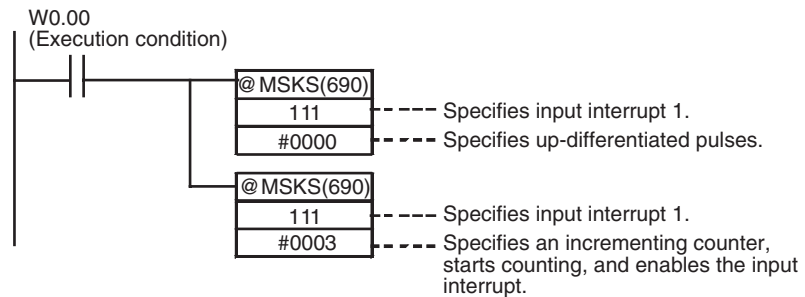 W0.00
(Execution condition)
@MSKS(690)
111
Specifies input interrupt 1.
#0000
Specifies up-differentiated pulses.
@MSKS(690)
111
Specifies input interrupt 1.
#0003
Specifies an incrementing counter,
starts counting, and enables the input
interrupt.